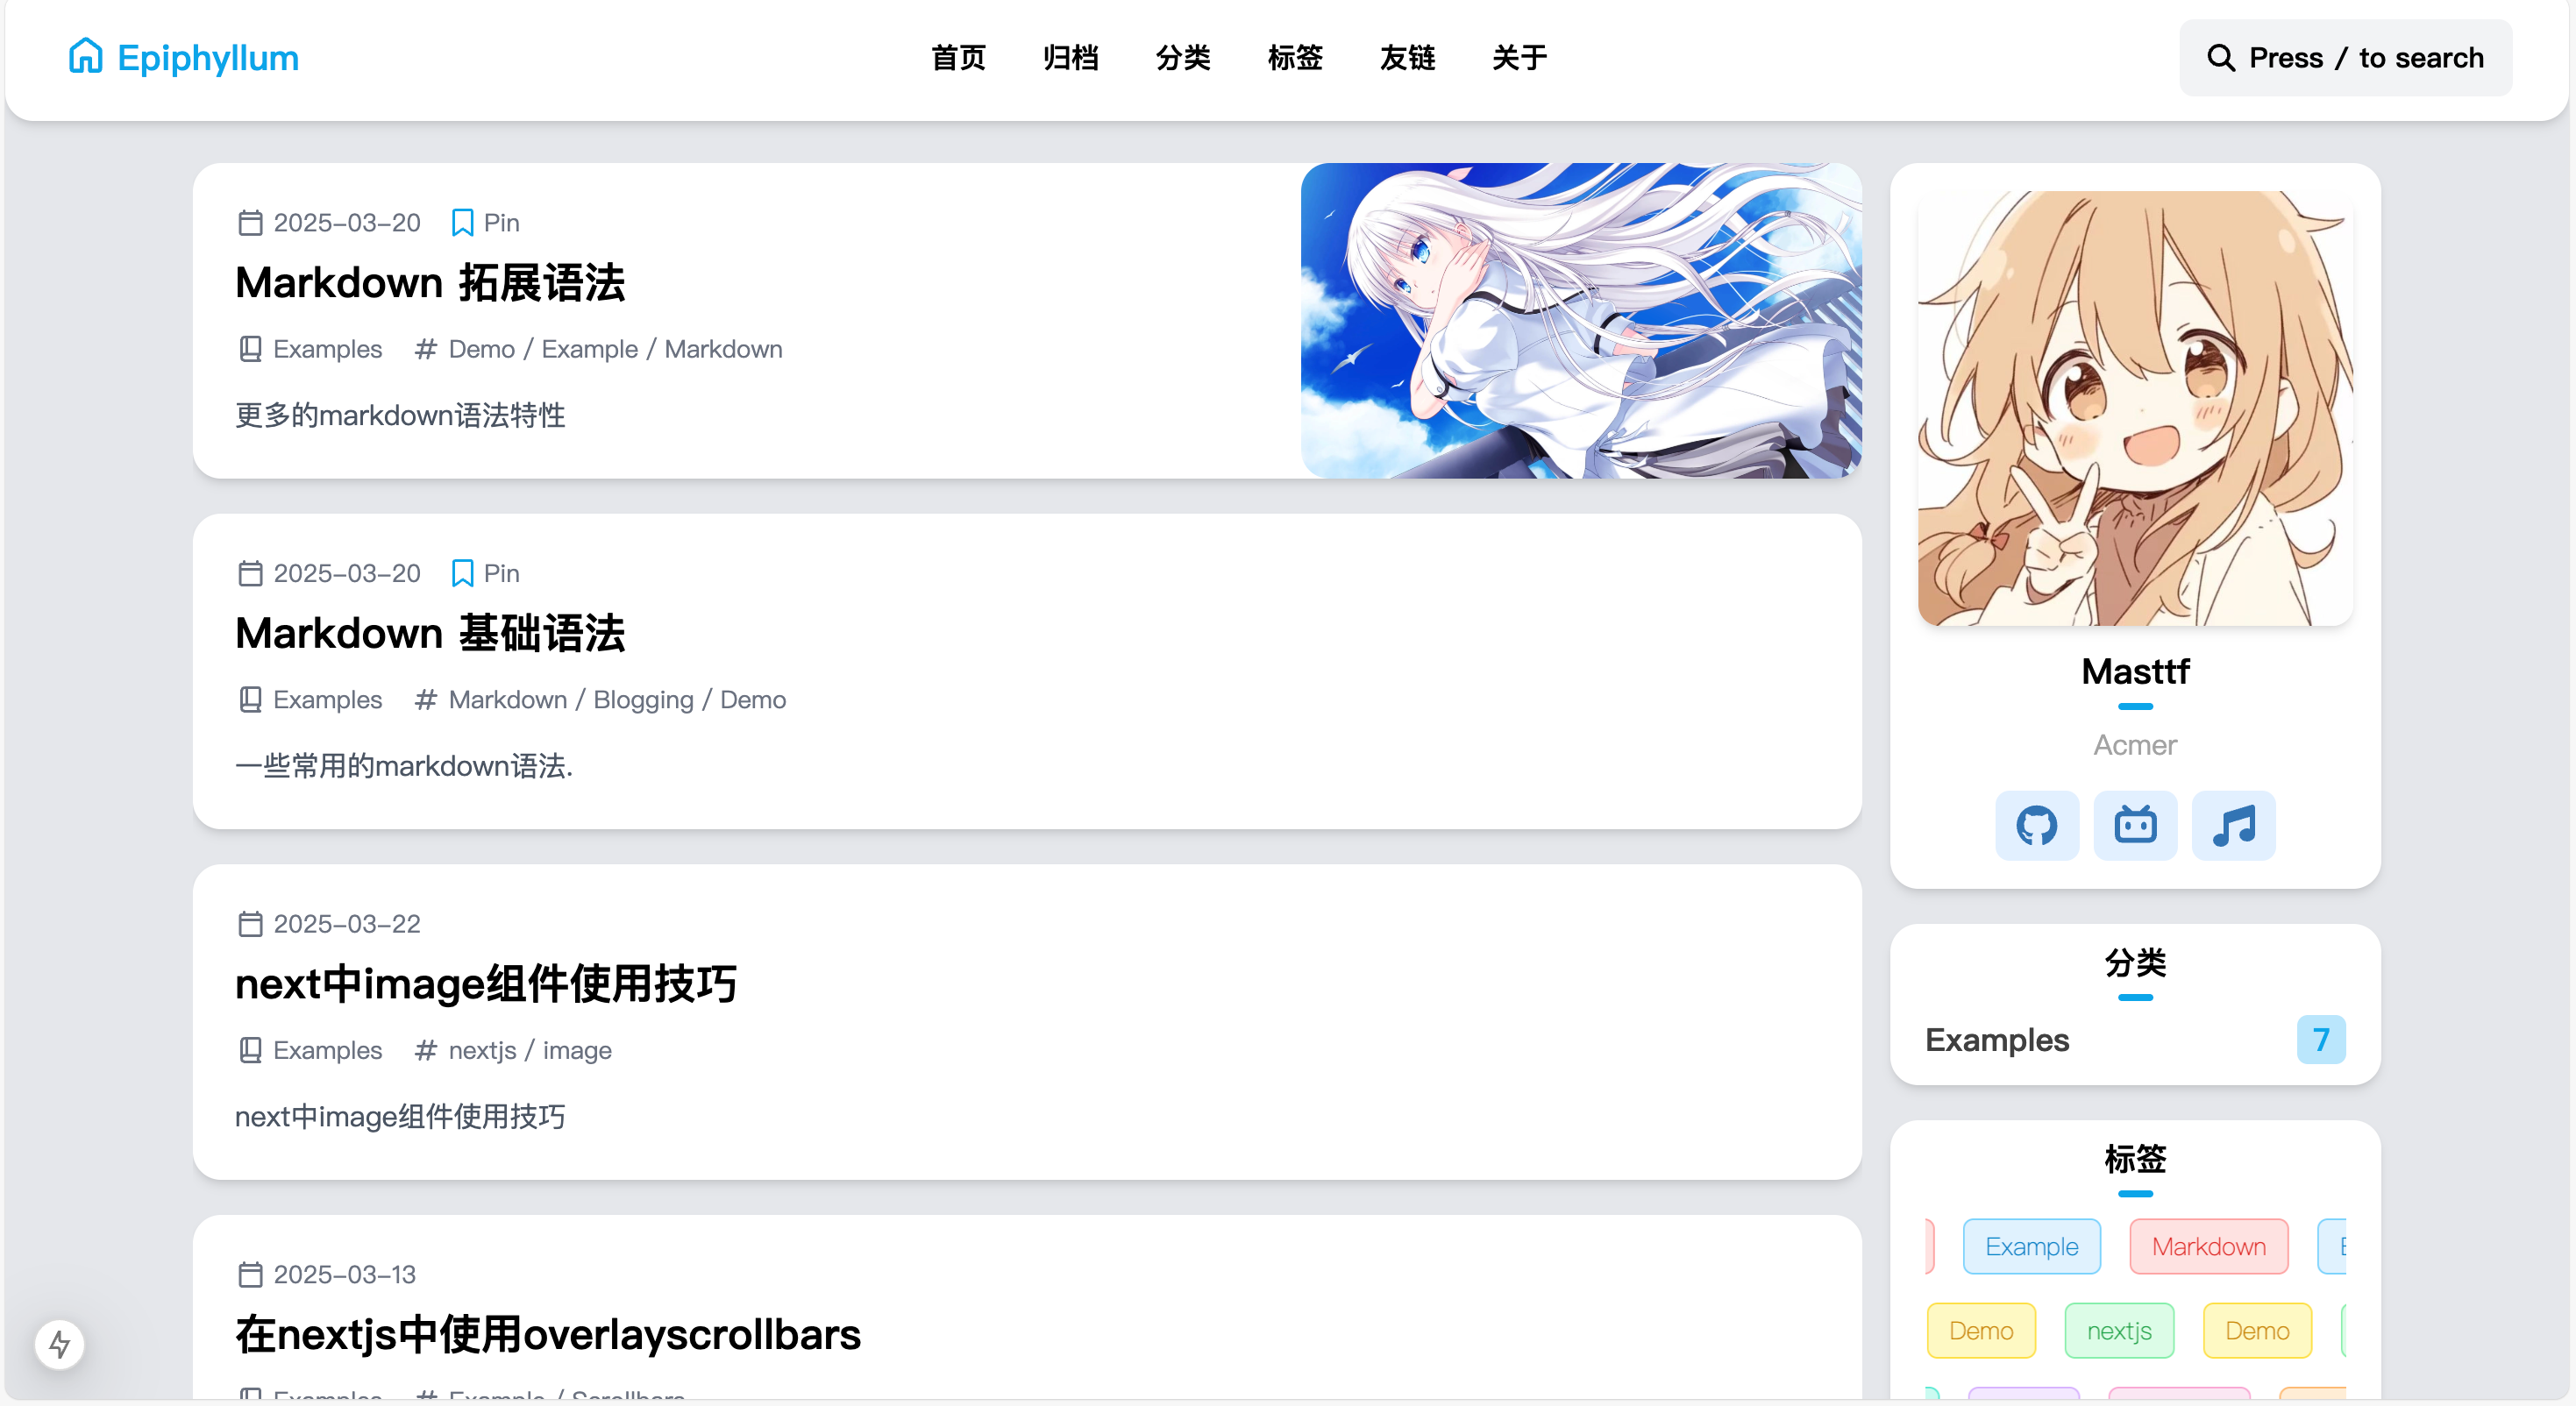 Epiphyllum
首页 归档 分类 标签 友链 关于
Press / to search
2025-03-20 Pin
Markdown 拓展语法
Examples # Demo / Example / Markdown
更多的markdown语法特性
2025-03-20 Pin
Markdown 基础语法
Examples # Markdown / Blogging / Demo
一些常用的markdown语法.
2025-03-22
next中image组件使用技巧
Examples # nextjs / image
next中image组件使用技巧
2025-03-13
在nextjs中使用overlayscrollbars
Examples # Example / Scrollbars
Masttf
Acmer
分类
Examples 7
标签
Example Markdown
Demo nextjs Demo